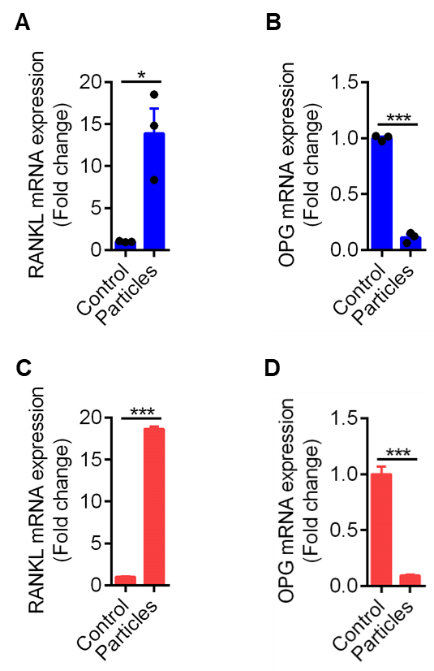 A
RANKL mRNA expression
(Fold change)
20
15
10
5
0
*
Control
Particles
B
OPG mRNA expression
(Fold change)
1.5
1.0
0.5
0.0
***
Control
Particles
C
RANKL mRNA expression
(Fold change)
20
15
10
5
0
***
Control
Particles
D
OPG mRNA expression
(Fold change)
1.5
1.0
0.5
0.0
***
Control
Particles